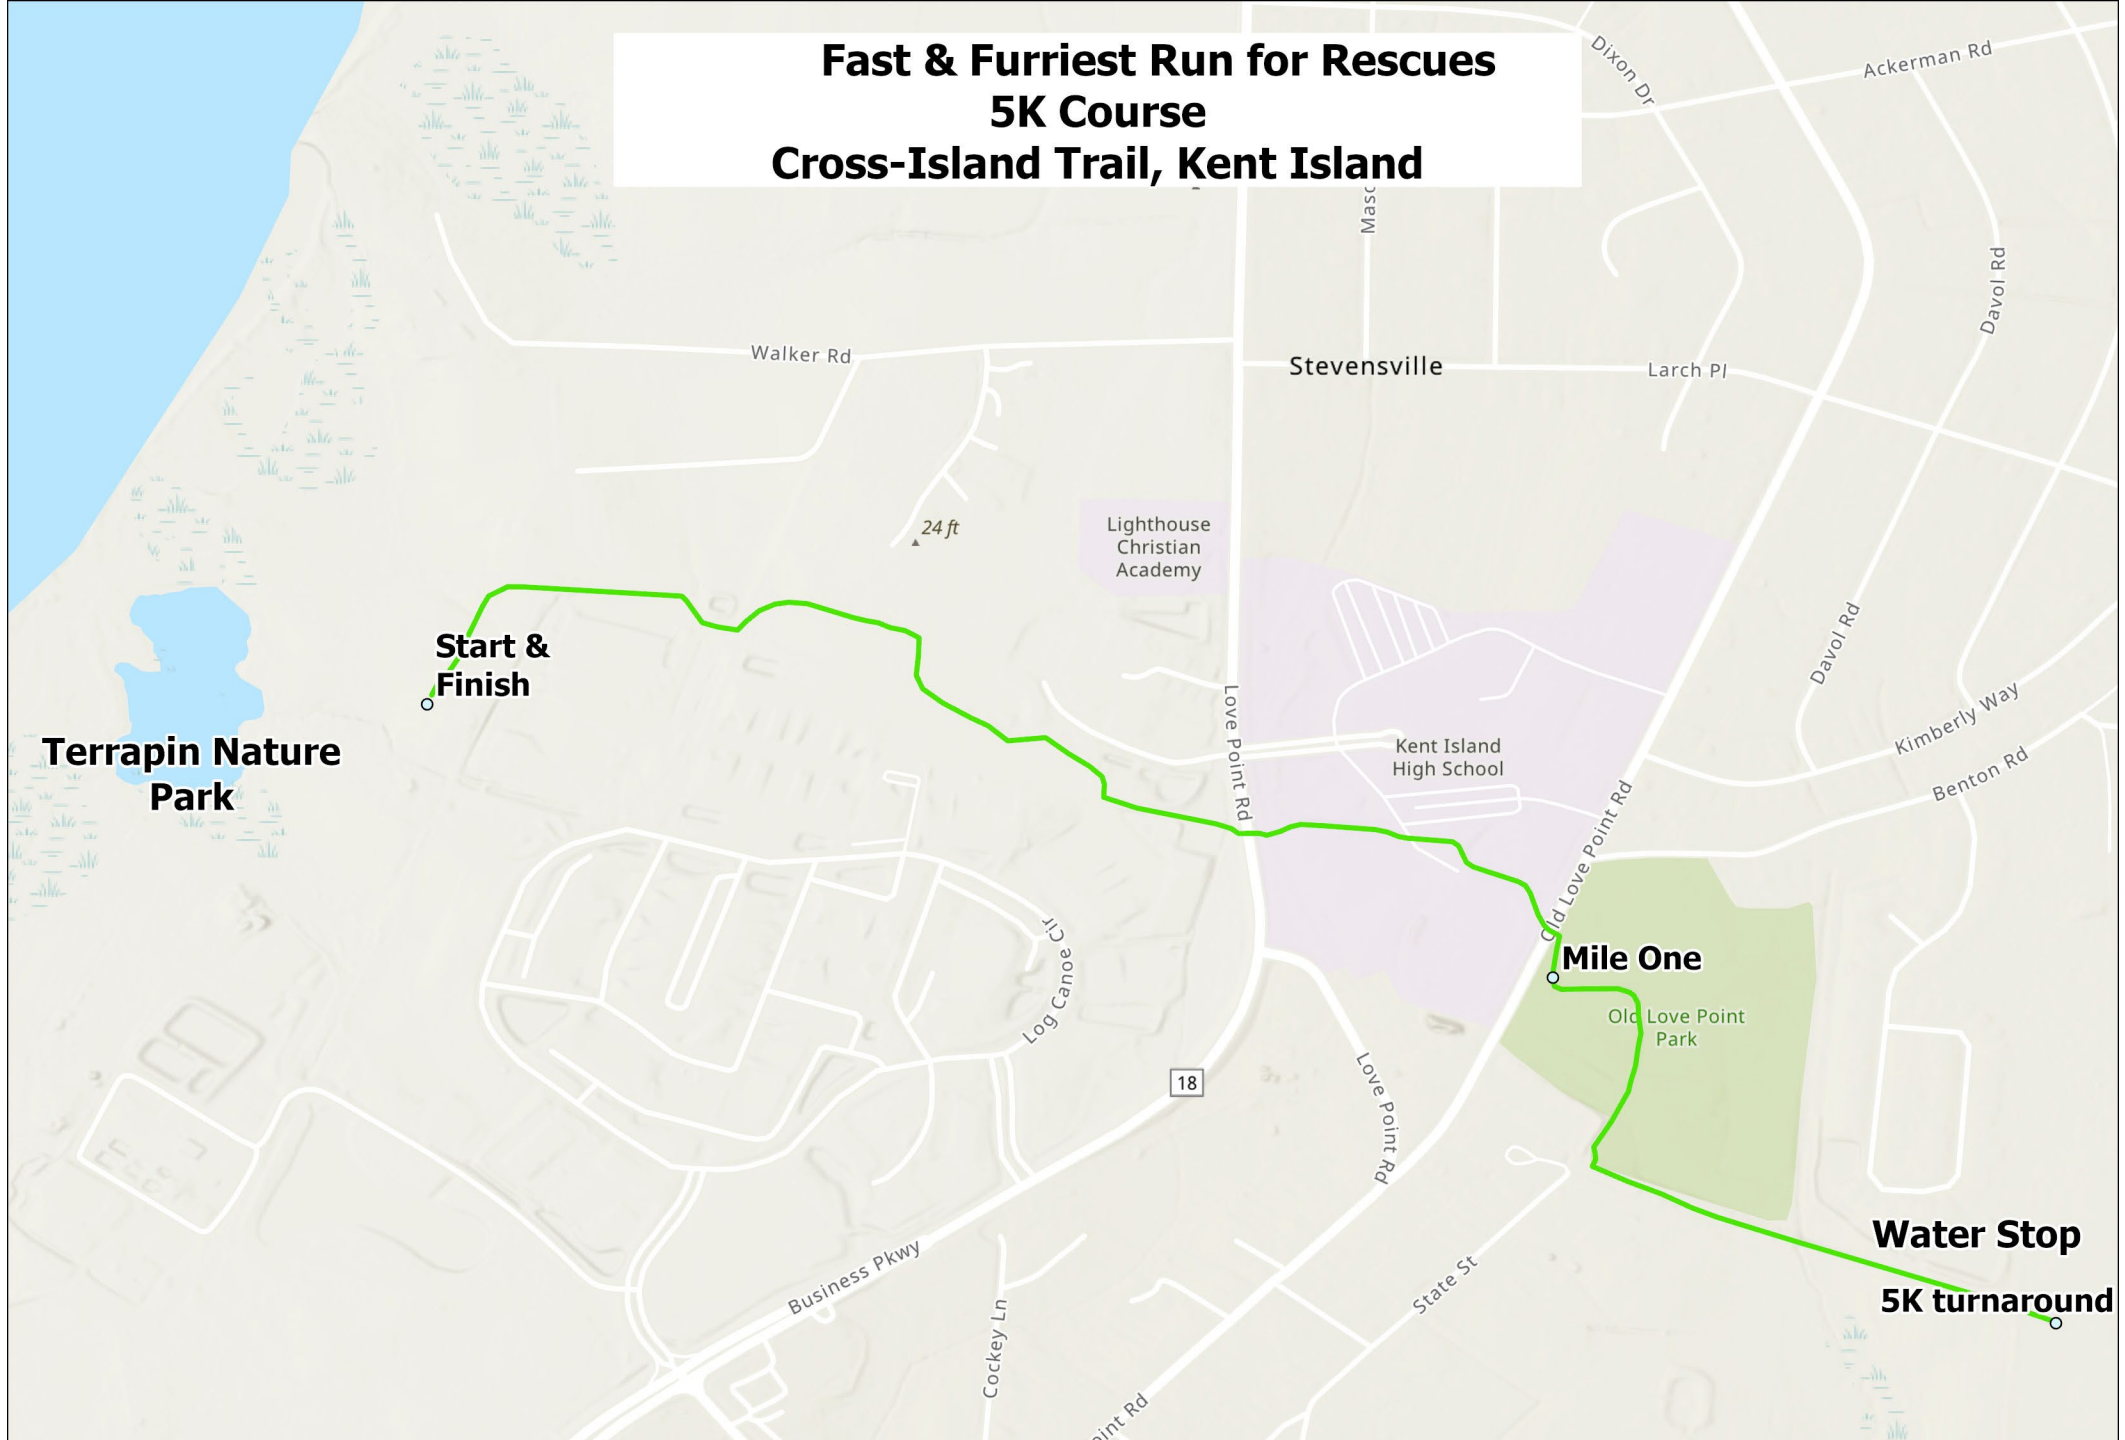 Fast & Furriest Run for Rescues
5K Course
Cross-Island Trail, Kent Island
Dixon Dr
Ackerman Rd
Davol Rd
Walker Rd
Stevensville
Larch Pl
24 ft
Lighthouse
Christian
Academy
Start &
Finish
Terrapin Nature
Park
Love Point Rd
Kent Island
High School
Davol Rd
Kimberly Way
Benton Rd
Old Love Point Rd
Mile One
Old Love Point
Park
Log Canoe Cir
18
Love Point Rd
Water Stop
5K turnaround
Business Pkwy
State St
Cockey Ln
Rd